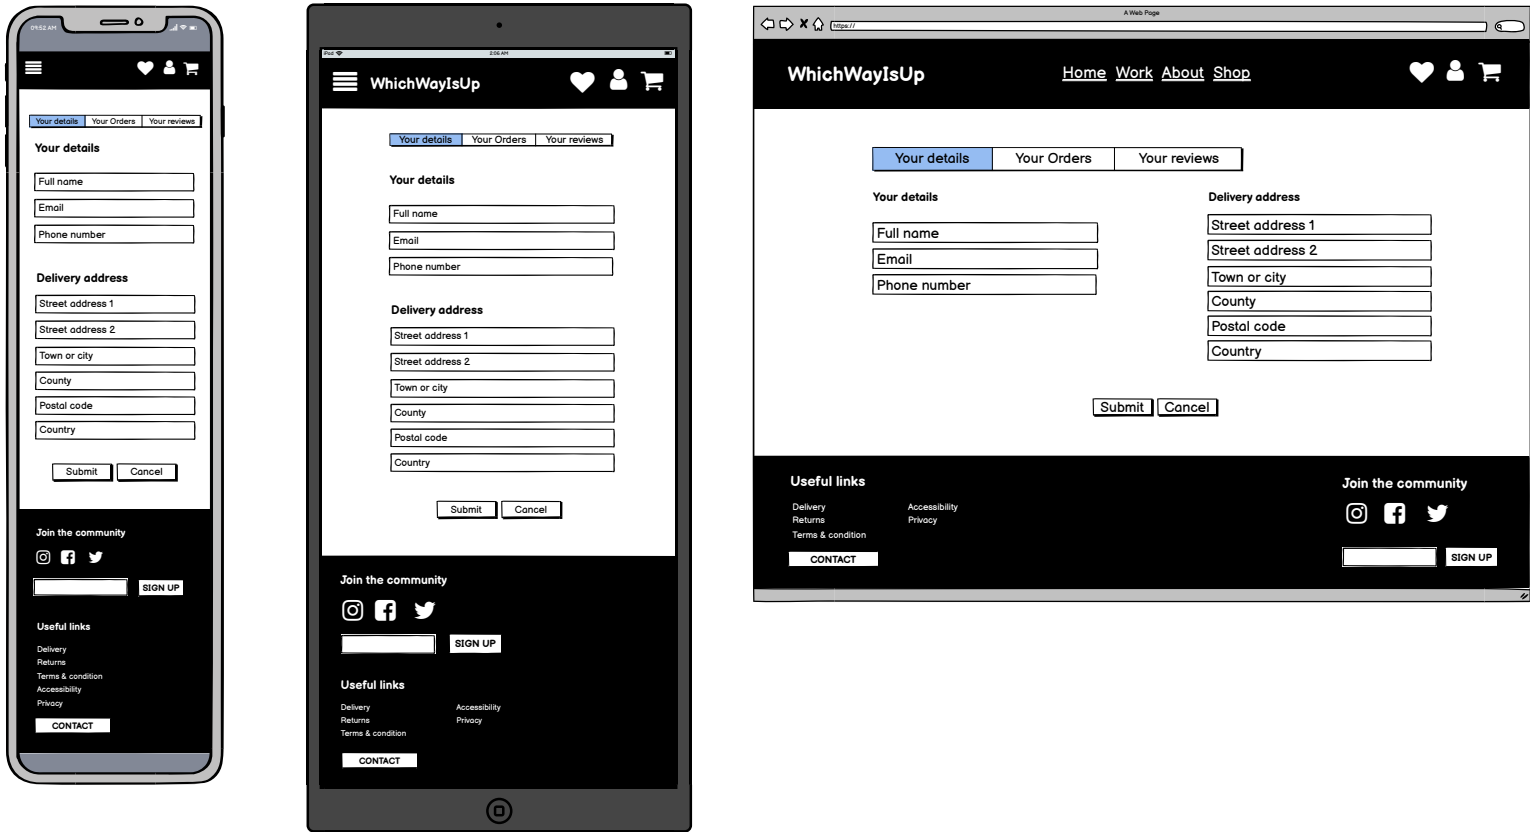 09:52 AM
Your details Your Orders Your reviews
Your details
Full name
Email
Phone number
Delivery address
Street address 1
Street address 2
Town or city
County
Postal code
Country
Submit Cancel
Join the community
SIGN UP
Useful links
Delivery
Returns
Terms & condition
Accessibility
Privacy
CONTACT
iPad 2:06 AM
WhichWayIsUp
Your details Your Orders Your reviews
Your details
Full name
Email
Phone number
Delivery address
Street address 1
Street address 2
Town or city
County
Postal code
Country
Submit Cancel
Join the community
SIGN UP
Useful links
Delivery Accessibility
Returns Privacy
Terms & condition
CONTACT
A Web Page
https://
WhichWayIsUp Home Work About Shop
Your details Your Orders Your reviews
Your details
Full name
Email
Phone number
Delivery address
Street address 1
Street address 2
Town or city
County
Postal code
Country
Submit Cancel
Useful links
Delivery Accessibility
Returns Privacy
Terms & condition
CONTACT
Join the community
SIGN UP